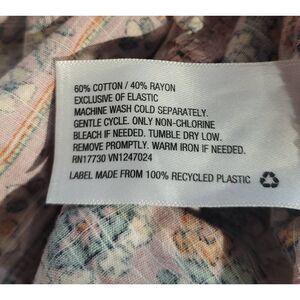 60% COTTON / 40% RAYON
EXCLUSIVE OF ELASTIC
MACHINE WASH COLD SEPARATELY.
GENTLE CYCLE. ONLY NON-CHLORINE
BLEACH IF NEEDED. TUMBLE DRY LOW.
REMOVE PROMPTLY. WARM IRON IF NEEDED.
RN17730 VN1247024
LABEL MADE FROM 100% RECYCLED PLASTIC